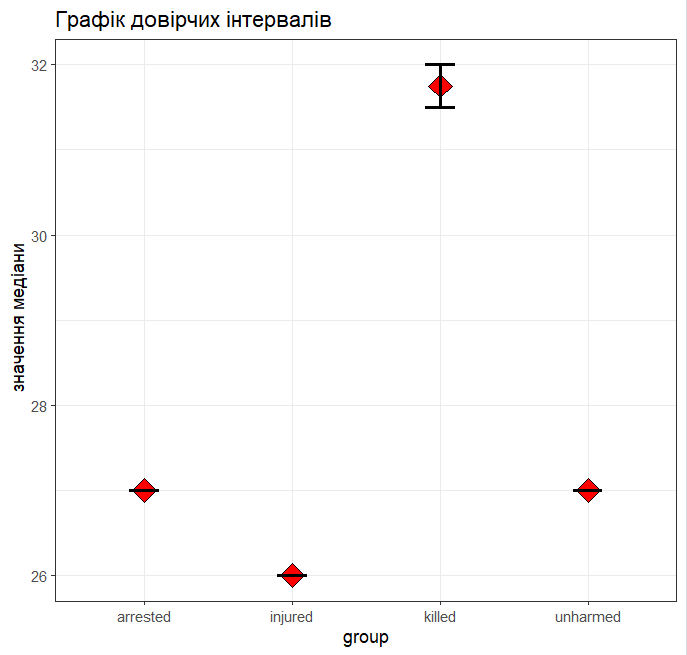 Графік довірчих інтервалів
значення медіани
32
30
28
26
arrested
injured
killed
unharmed
group